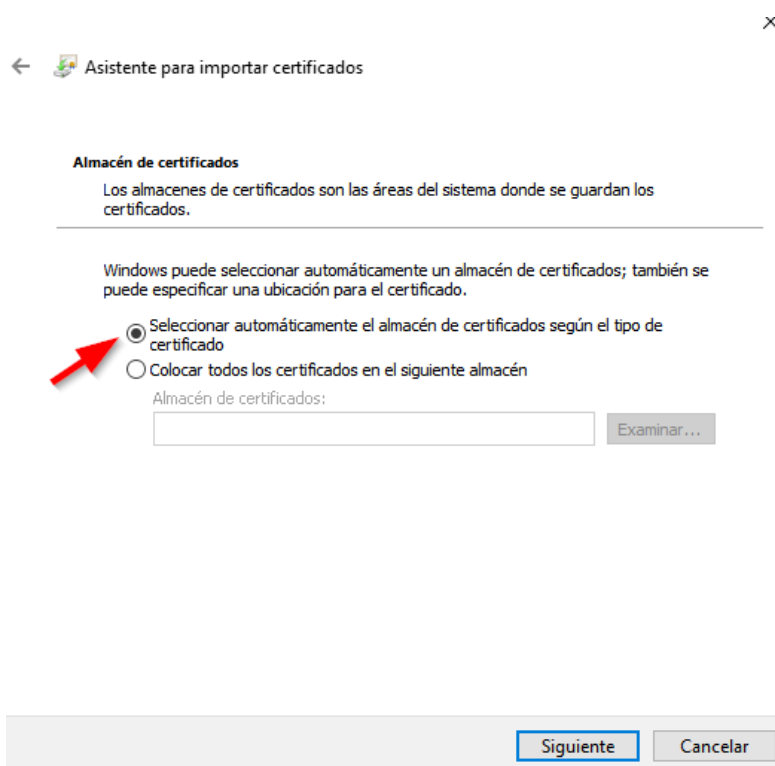 Asistente para importar certificados
Almacén de certificados
Los almacenes de certificados son las áreas del sistema donde se guardan los
certificados.
Windows puede seleccionar automáticamente un almacén de certificados; también se
puede especificar una ubicación para el certificado.
Seleccionar automáticamente el almacén de certificados según el tipo de
certificado
Colocar todos los certificados en el siguiente almacén
Almacén de certificados:
Examinar...
Siguiente
Cancelar